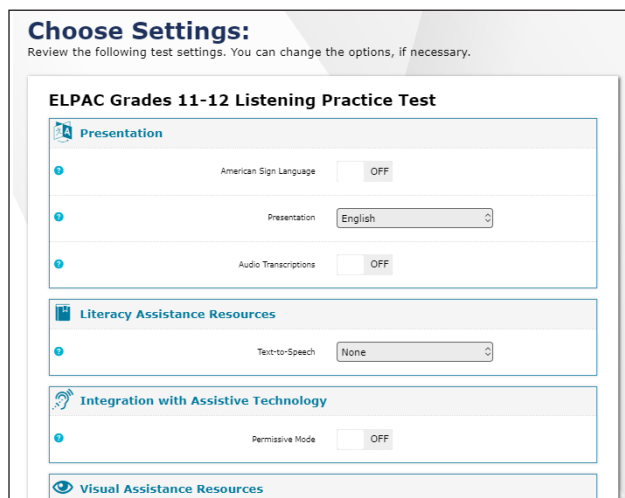 Choose Settings:
Review the following test settings. You can change the options, if necessary.
ELPAC Grades 11-12 Listening Practice Test
Presentation
American Sign Language OFF
Presentation English
Audio Transcriptions OFF
Literacy Assistance Resources
Text-to-Speech None
Integration with Assistive Technology
Permissive Mode OFF
Visual Assistance Resources